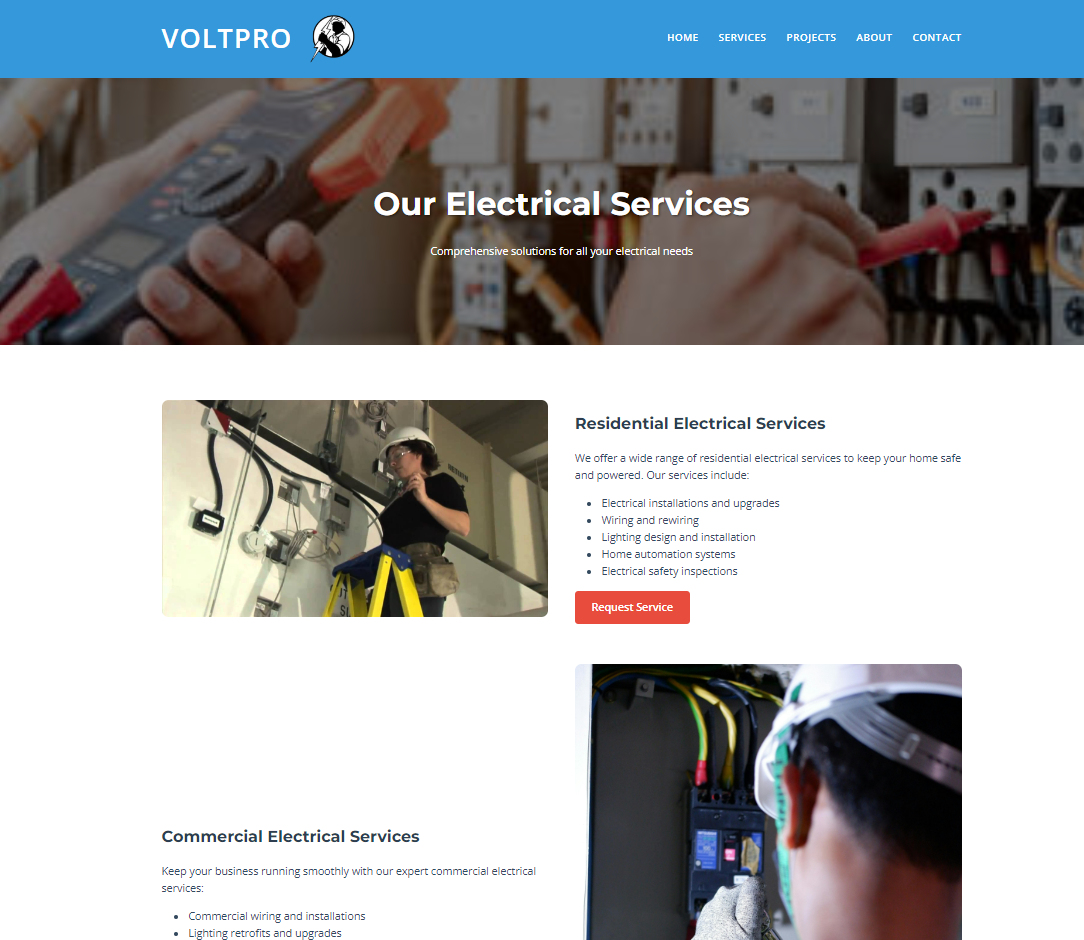 VOLTPRO
HOME SERVICES PROJECTS ABOUT CONTACT
Our Electrical Services
Comprehensive solutions for all your electrical needs
Residential Electrical Services
We offer a wide range of residential electrical services to keep your home safe
and powered. Our services include:
Electrical installations and upgrades
Wiring and rewiring
Lighting design and installation
Home automation systems
Electrical safety inspections
Request Service
Commercial Electrical Services
Keep your business running smoothly with our expert commercial electrical
services:
Commercial wiring and installations
Lighting retrofits and upgrades